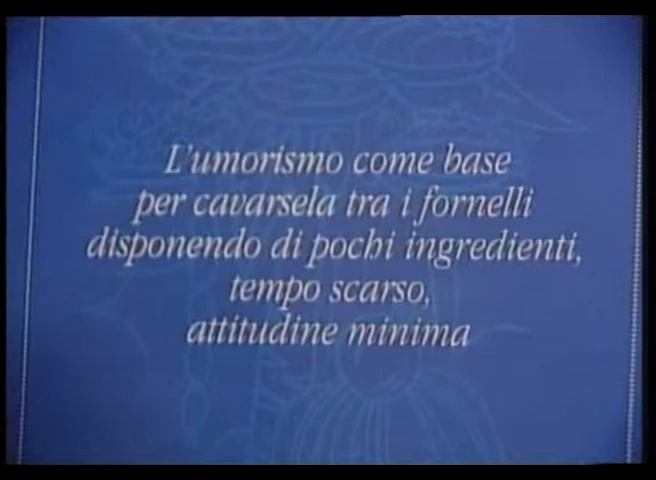 L'umorismo come base
per cavarsela tra i fornelli
disponendo di pochi ingredienti,
tempo scarso,
attitudine minima